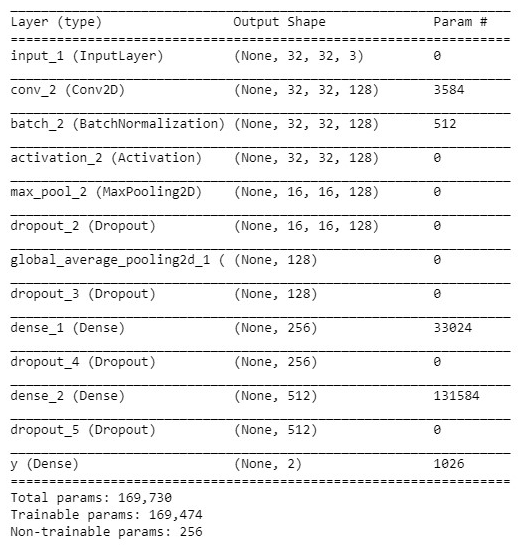 Layer (type) Output Shape Param #
input_1 (InputLayer) (None, 32, 32, 3) 0
conv_2 (Conv2D) (None, 32, 32, 128) 3584
batch_2 (BatchNormalization) (None, 32, 32, 128) 512
activation_2 (Activation) (None, 32, 32, 128) 0
max_pool_2 (MaxPooling2D) (None, 16, 16, 128) 0
dropout_2 (Dropout) (None, 16, 16, 128) 0
global_average_pooling2d_1 ( (None, 128) 0
dropout_3 (Dropout) (None, 128) 0
dense_1 (Dense) (None, 256) 33024
dropout_4 (Dropout) (None, 256) 0
dense_2 (Dense) (None, 512) 131584
dropout_5 (Dropout) (None, 512) 0
y (Dense) (None, 2) 1026
Total params: 169,730
Trainable params: 169,474
Non-trainable params: 256